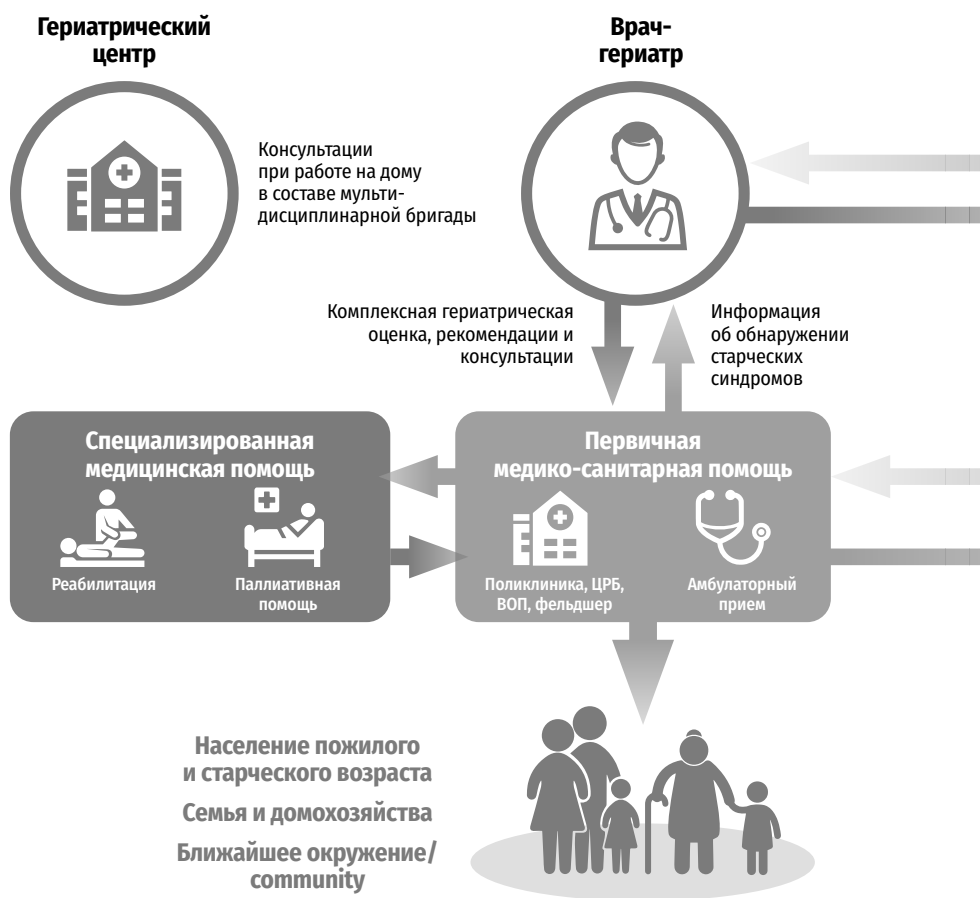 Гериатрический
центр
Врач-
гериатр
Консультации
при работе на дому
в составе мульти-
дисциплинарной бригады
Комплексная гериатрическая
оценка, рекомендации и
консультации
Информация
об обнаружении
старческих
синдромов
Специализированная
медицинская помощь
Реабилитация
Паллиативная
помощь
Первичная
медико-санитарная помощь
Поликлиника, ЦРБ,
ВОП, фельдшер
Амбулаторный
прием
Население пожилого
и старческого возраста
Семья и домохозяйства
Ближайшее окружение/
community